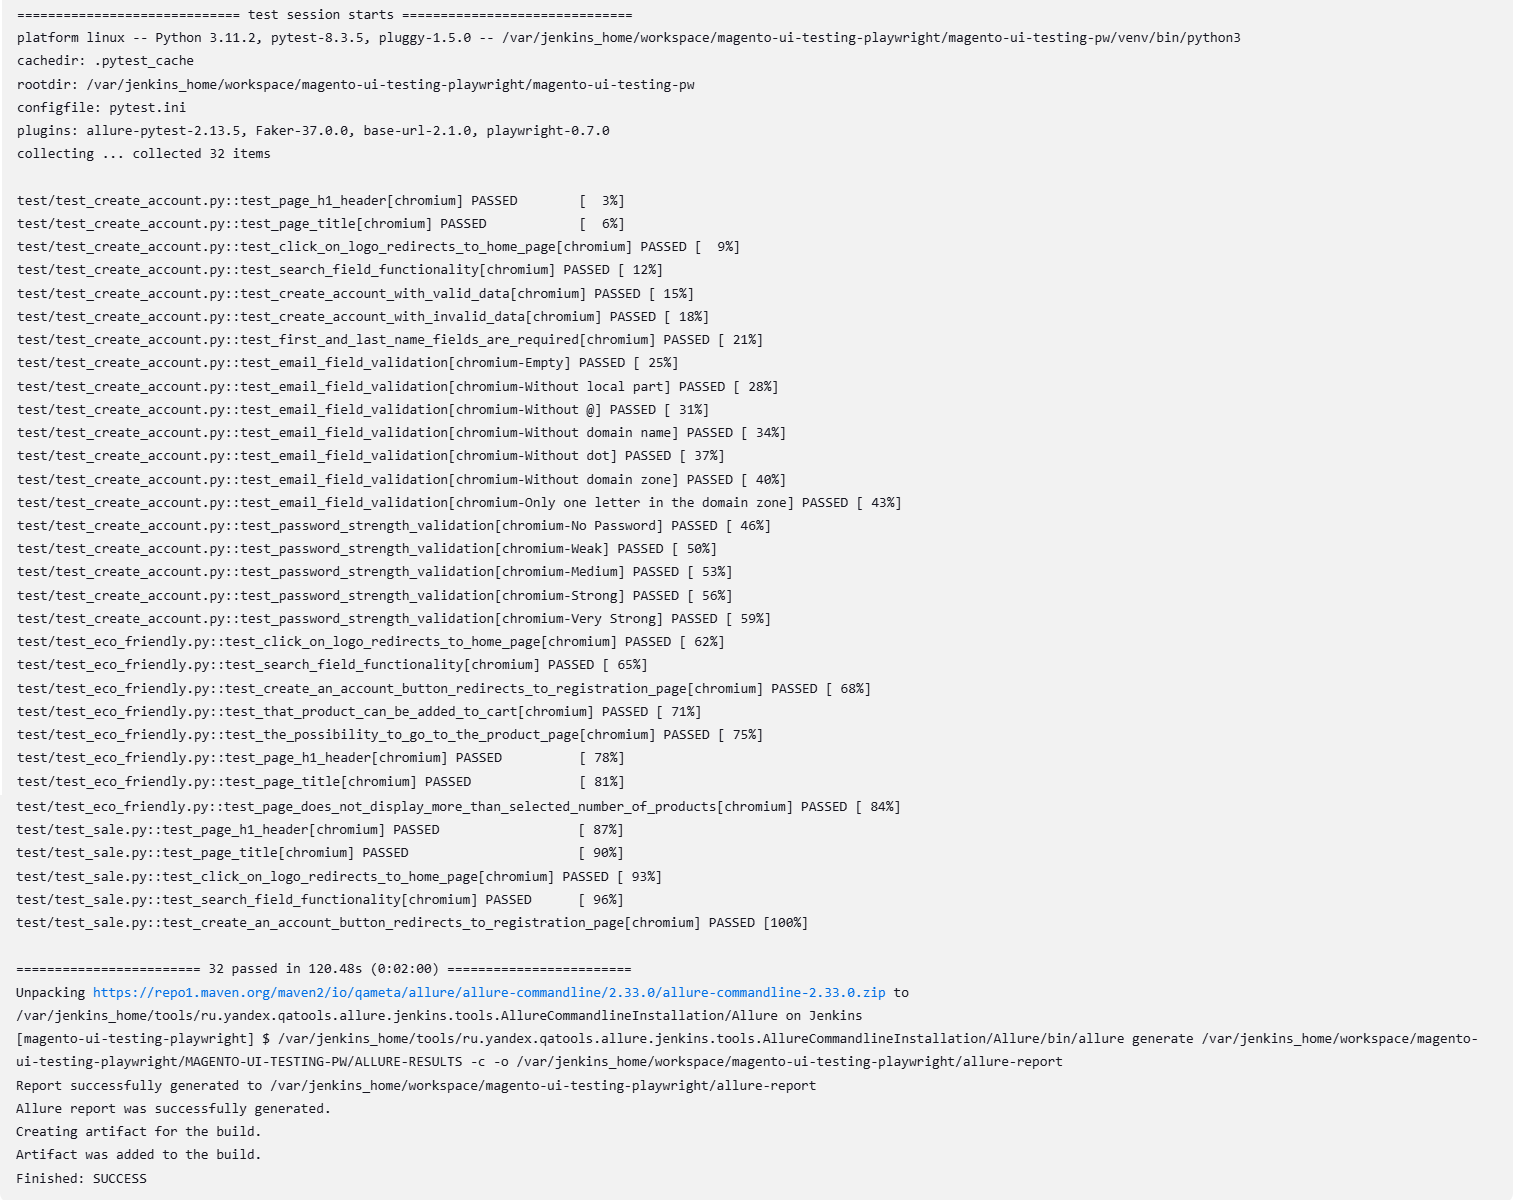 ============================= test session starts ==============================
platform linux -- Python 3.11.2, pytest-8.3.5, pluggy-1.5.0 -- /var/jenkins_home/workspace/magento-ui-testing-playwright/magento-ui-testing-pw/venv/bin/python3
cachedir: .pytest_cache
rootdir: /var/jenkins_home/workspace/magento-ui-testing-playwright/magento-ui-testing-pw
configfile: pytest.ini
plugins: allure-pytest-2.13.5, Faker-37.0.0, base-url-2.1.0, playwright-0.7.0
collecting ... collected 32 items

test/test_create_account.py::test_page_h1_header[chromium] PASSED        [  3%]
test/test_create_account.py::test_page_title[chromium] PASSED            [  6%]
test/test_create_account.py::test_click_on_logo_redirects_to_home_page[chromium] PASSED [  9%]
test/test_create_account.py::test_search_field_functionality[chromium] PASSED [ 12%]
test/test_create_account.py::test_create_account_with_valid_data[chromium] PASSED [ 15%]
test/test_create_account.py::test_create_account_with_invalid_data[chromium] PASSED [ 18%]
test/test_create_account.py::test_first_and_last_name_fields_are_required[chromium] PASSED [ 21%]
test/test_create_account.py::test_email_field_validation[chromium-Empty] PASSED [ 25%]
test/test_create_account.py::test_email_field_validation[chromium-Without local part] PASSED [ 28%]
test/test_create_account.py::test_email_field_validation[chromium-Without @] PASSED [ 31%]
test/test_create_account.py::test_email_field_validation[chromium-Without domain name] PASSED [ 34%]
test/test_create_account.py::test_email_field_validation[chromium-Without dot] PASSED [ 37%]
test/test_create_account.py::test_email_field_validation[chromium-Without domain zone] PASSED [ 40%]
test/test_create_account.py::test_email_field_validation[chromium-Only one letter in the domain zone] PASSED [ 43%]
test/test_create_account.py::test_password_strength_validation[chromium-No Password] PASSED [ 46%]
test/test_create_account.py::test_password_strength_validation[chromium-Weak] PASSED [ 50%]
test/test_create_account.py::test_password_strength_validation[chromium-Medium] PASSED [ 53%]
test/test_create_account.py::test_password_strength_validation[chromium-Strong] PASSED [ 56%]
test/test_create_account.py::test_password_strength_validation[chromium-Very Strong] PASSED [ 59%]
test/test_eco_friendly.py::test_click_on_logo_redirects_to_home_page[chromium] PASSED [ 62%]
test/test_eco_friendly.py::test_search_field_functionality[chromium] PASSED [ 65%]
test/test_eco_friendly.py::test_create_an_account_button_redirects_to_registration_page[chromium] PASSED [ 68%]
test/test_eco_friendly.py::test_that_product_can_be_added_to_cart[chromium] PASSED [ 71%]
test/test_eco_friendly.py::test_the_possibility_to_go_to_the_product_page[chromium] PASSED [ 75%]
test/test_eco_friendly.py::test_page_h1_header[chromium] PASSED          [ 78%]
test/test_eco_friendly.py::test_page_title[chromium] PASSED              [ 81%]
test/test_eco_friendly.py::test_page_does_not_display_more_than_selected_number_of_products[chromium] PASSED [ 84%]
test/test_sale.py::test_page_h1_header[chromium] PASSED                  [ 87%]
test/test_sale.py::test_page_title[chromium] PASSED                      [ 90%]
test/test_sale.py::test_click_on_logo_redirects_to_home_page[chromium] PASSED [ 93%]
test/test_sale.py::test_search_field_functionality[chromium] PASSED      [ 96%]
test/test_sale.py::test_create_an_account_button_redirects_to_registration_page[chromium] PASSED [100%]

======================== 32 passed in 120.48s (0:02:00) ========================
Unpacking https://repo1.maven.org/maven2/io/qameta/allure/allure-commandline/2.33.0/allure-commandline-2.33.0.zip to
/var/jenkins_home/tools/ru.yandex.qatools.allure.jenkins.tools.AllureCommandlineInstallation/Allure on Jenkins
[magento-ui-testing-playwright] $ /var/jenkins_home/tools/ru.yandex.qatools.allure.jenkins.tools.AllureCommandlineInstallation/Allure/bin/allure generate /var/jenkins_home/workspace/magento-
ui-testing-playwright/MAGENTO-UI-TESTING-PW/ALLURE-RESULTS -c -o /var/jenkins_home/workspace/magento-ui-testing-playwright/allure-report
Report successfully generated to /var/jenkins_home/workspace/magento-ui-testing-playwright/allure-report
Allure report was successfully generated.
Creating artifact for the build.
Artifact was added to the build.
Finished: SUCCESS